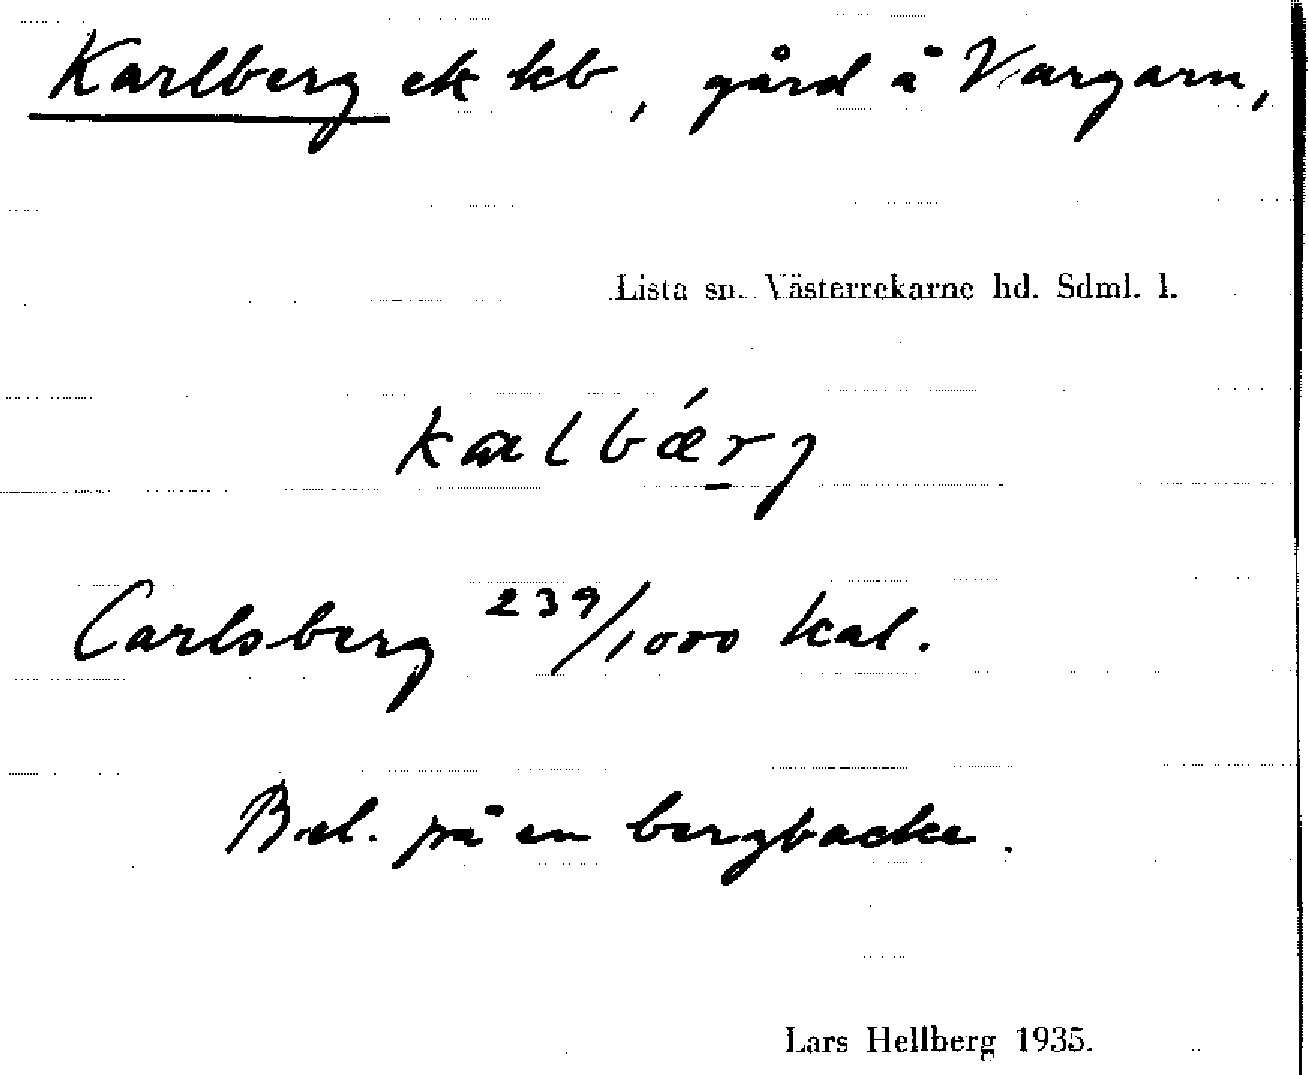 Karlberg ek kb, gård å Vargarn,
Lista sn. Västerrekarne hd. Sdml. l.
kalbǽrj
Carlsberg 239/1000 kal.
Bel. på en bergbacke.
Lars Hellberg 1935.